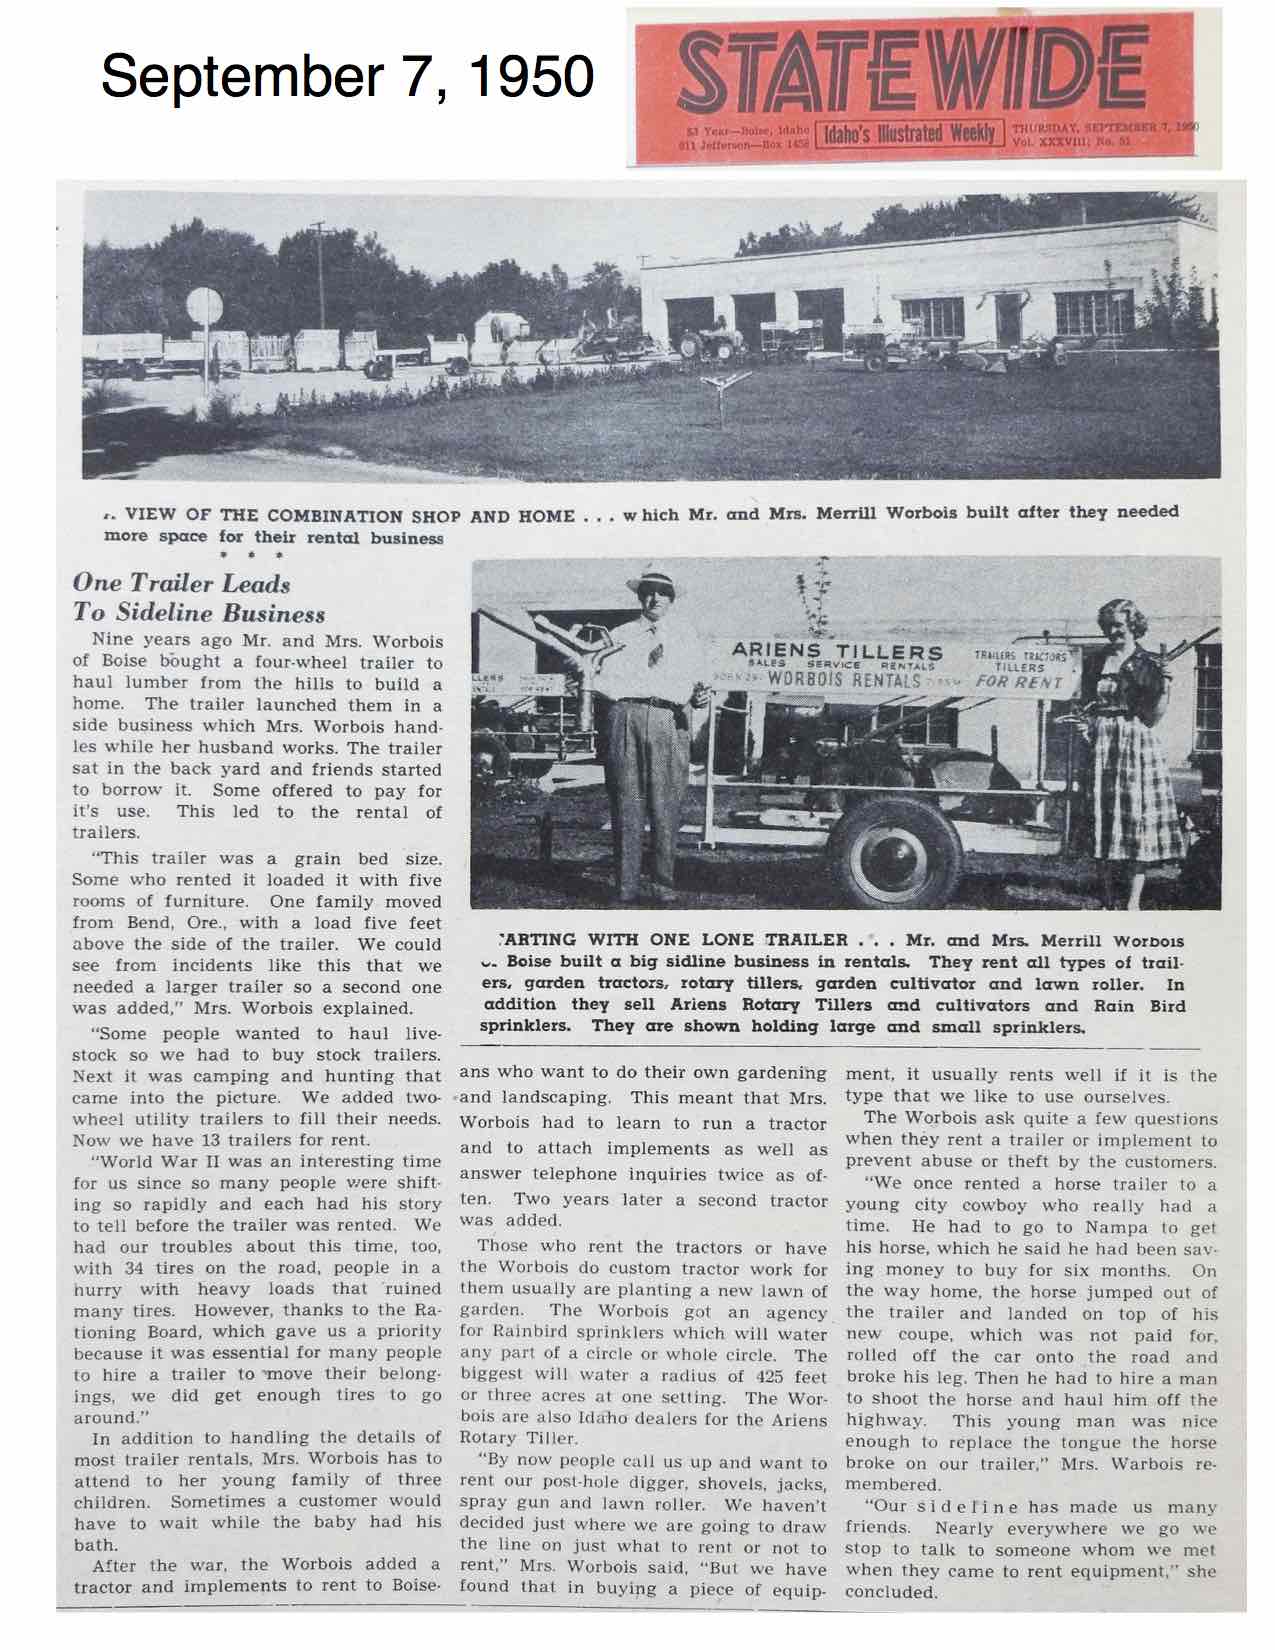 September 7, 1950
STATEWIDE
$3 Year—Boise, Idaho
911 Jefferson—Box 1458
Idaho's Illustrated Weekly
THURSDAY, SEPTEMBER 7, 1950
Vol. XXXVIII; No. 51
VIEW OF THE COMBINATION SHOP AND HOME . . . which Mr. and Mrs. Merrill Worbois built after they needed
more space for their rental business
* * *
One Trailer Leads
To Sideline Business
Nine years ago Mr. and Mrs. Worbois
of Boise bought a four-wheel trailer to
haul lumber from the hills to build a
home. The trailer launched them in a
side business which Mrs. Worbois hand-
les while her husband works. The trailer
sat in the back yard and friends started
to borrow it. Some offered to pay for
it's use. This led to the rental of
trailers.
"This trailer was a grain bed size.
Some who rented it loaded it with five
rooms of furniture. One family moved
from Bend, Ore., with a load five feet
above the side of the trailer. We could
see from incidents like this that we
needed a larger trailer so a second one
was added," Mrs. Worbois explained.
"Some people wanted to haul live-
stock so we had to buy stock trailers.
Next it was camping and hunting that
came into the picture. We added two-
wheel utility trailers to fill their needs.
Now we have 13 trailers for rent.
"World War II was an interesting time
for us since so many people were shift-
ing so rapidly and each had his story
to tell before the trailer was rented. We
had our troubles about this time, too,
with 34 tires on the road, people in a
hurry with heavy loads that ruined
many tires. However, thanks to the Ra-
tioning Board, which gave us a priority
because it was essential for many people
to hire a trailer to move their belong-
ings, we did get enough tires to go
around."
In addition to handling the details of
most trailer rentals, Mrs. Worbois has to
attend to her young family of three
children. Sometimes a customer would
have to wait while the baby had his
bath.
After the war, the Worbois added a
tractor and implements to rent to Boise-
ARIENS TILLERS
SALES SERVICE RENTALS
WORBOIS RENTALS
TRAILERS TRACTORS
TILLERS
FOR RENT
ARTING WITH ONE LONE TRAILER . . . Mr. and Mrs. Merrill Worbois
Boise built a big sidline business in rentals. They rent all types of trail-
ers, garden tractors, rotary tillers, garden cultivator and lawn roller. In
addition they sell Ariens Rotary Tillers and cultivators and Rain Bird
sprinklers. They are shown holding large and small sprinklers.
ans who want to do their own gardening
and landscaping. This meant that Mrs.
Worbois had to learn to run a tractor
and to attach implements as well as
answer telephone inquiries twice as of-
ten. Two years later a second tractor
was added.
Those who rent the tractors or have
the Worbois do custom tractor work for
them usually are planting a new lawn of
garden. The Worbois got an agency
for Rainbird sprinklers which will water
any part of a circle or whole circle. The
biggest will water a radius of 425 feet
or three acres at one setting. The Wor-
bois are also Idaho dealers for the Ariens
Rotary Tiller.
"By now people call us up and want to
rent our post-hole digger, shovels, jacks,
spray gun and lawn roller. We haven't
decided just where we are going to draw
the line on just what to rent or not to
rent," Mrs. Worbois said, "But we have
found that in buying a piece of equip-
ment, it usually rents well if it is the
type that we like to use ourselves.
The Worbois ask quite a few questions
when they rent a trailer or implement to
prevent abuse or theft by the customers.
"We once rented a horse trailer to a
young city cowboy who really had a
time. He had to go to Nampa to get
his horse, which he said he had been sav-
ing money to buy for six months. On
the way home, the horse jumped out of
the trailer and landed on top of his
new coupe, which was not paid for,
rolled off the car onto the road and
broke his leg. Then he had to hire a man
to shoot the horse and haul him off the
highway. This young man was nice
enough to replace the tongue the horse
broke on our trailer," Mrs. Warbois re-
membered.
"Our sideline has made us many
friends. Nearly everywhere we go we
stop to talk to someone whom we met
when they came to rent equipment," she
concluded.